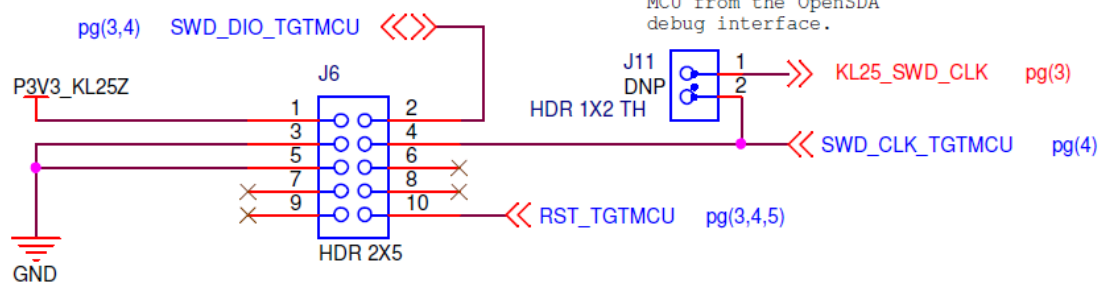 MCU from the OpenSDA
debug interface.
pg(3,4) SWD_DIO_TGTMCU
P3V3_KL25Z
J6
J11
DNP
HDR 1X2 TH
1
2
KL25_SWD_CLK pg(3)
1 2
3 4
5 6
7 8
9 10
SWD_CLK_TGTMCU pg(4)
RST_TGTMCU pg(3,4,5)
HDR 2X5
GND